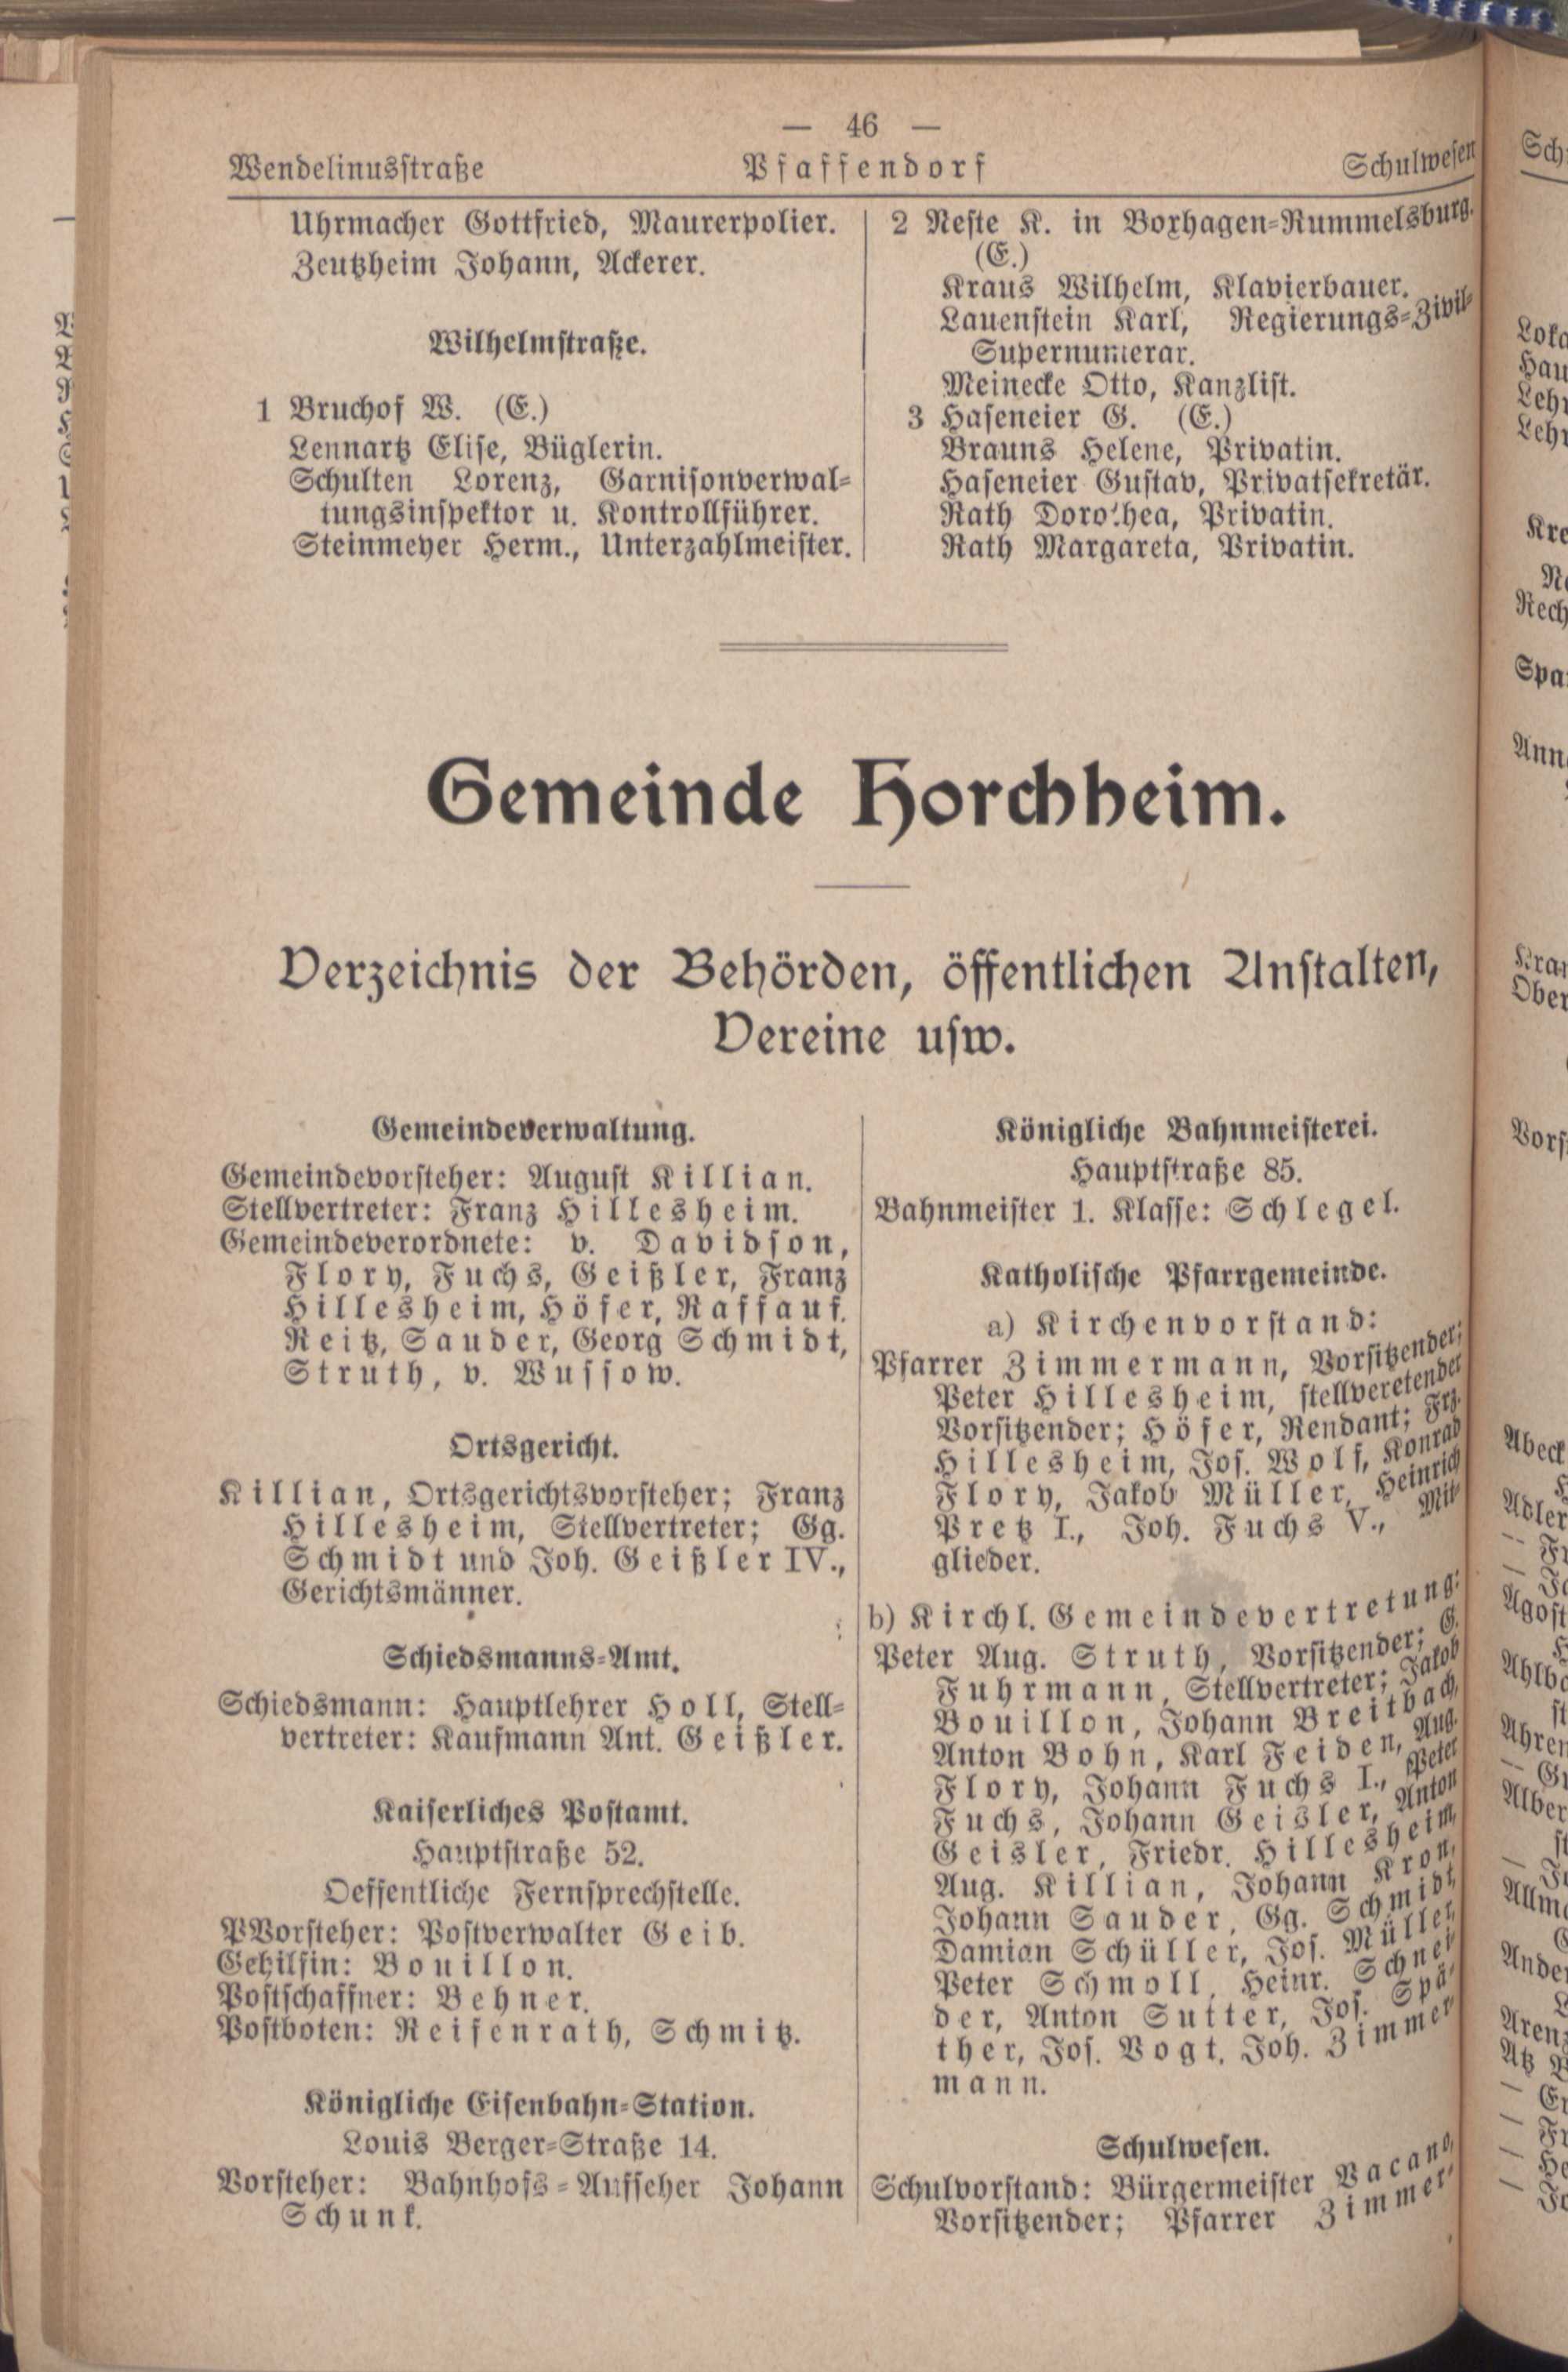 — 46 —
Wendelinusstraße Pfaffendorf Schulwesen
Uhrmacher Gottfried, Maurerpolier.
Zeutzheim Johann, Ackerer.
Wilhelmstraße.
1 Bruchof W. (E.)
Lennartz Elise, Büglerin.
Schulten Lorenz, Garnisonverwal-
tungsinspektor u. Kontrollführer.
Steinmeyer Herm., Unterzahlmeister.
2 Neste K. in Boxhagen-Rummelsburg.
(E.)
Kraus Wilhelm, Klavierbauer.
Lauenstein Karl, Regierungs-Zivil-
Supernumerar.
Meinecke Otto, Kanzlist.
3 Haseneier G. (E.)
Brauns Helene, Privatin.
Haseneier Gustav, Privatsekretär.
Rath Dorothea, Privatin.
Rath Margareta, Privatin.
Gemeinde Horchheim.
Verzeichnis der Behörden, öffentlichen Anstalten,
Vereine usw.
Gemeindeverwaltung.
Gemeindevorsteher: August Killian.
Stellvertreter: Franz Hillesheim.
Gemeindeverordnete: v. Davidson,
Flory, Fuchs, Geißler, Franz
Hillesheim, Höfer, Raffauf.
Reitz, Sauder, Georg Schmidt,
Struth, v. Wussow.
Ortsgericht.
Killian, Ortsgerichtsvorsteher; Franz
Hillesheim, Stellvertreter; Gg.
Schmidt und Joh. Geißler IV.,
Gerichtsmänner.
Schiedsmanns-Amt.
Schiedsmann: Hauptlehrer Holl, Stell-
vertreter: Kaufmann Ant. Geißler.
Kaiserliches Postamt.
Hauptstraße 52.
Oeffentliche Fernsprechstelle.
PVorsteher: Postverwalter Geib.
Gehilfin: Bouillon.
Postschaffner: Behner.
Postboten: Reifenrath, Schmitz.
Königliche Eisenbahn-Station.
Louis Berger-Straße 14.
Vorsteher: Bahnhofs-Aufseher Johann
Schunk.
Königliche Bahnmeisterei.
Hauptstraße 85.
Bahnmeister 1. Klasse: Schlegel.
Katholische Pfarrgemeinde.
a) Kirchenvorstand:
Pfarrer Zimmermann, Vorsitzender;
Peter Hillesheim, stellveretender
Vorsitzender; Höfer, Rendant; Frz.
Hillesheim, Jos. Wolf, Konrad
Flory, Jakob Müller, Heinrich
Pretz I., Joh. Fuchs V., Mit-
glieder.
b) Kirchl. Gemeindevertretung:
Peter Aug. Struth, Vorsitzender; G.
Fuhrmann, Stellvertreter; Jakob
Bouillon, Johann Breitbach,
Anton Bohn, Karl Feiden, Aug.
Flory, Johann Fuchs I., Peter
Fuchs, Johann Geisler, Anton
Geisler, Friedr. Hillesheim,
Aug. Killian, Johann Kron,
Johann Sauder, Gg. Schmidt,
Damian Schüller, Jos. Müller,
Peter Schmoll, Heinr. Schnei-
der, Anton Sutter, Jos. Spä-
ther, Jos. Vogt, Joh. Zimmer-
mann.
Schulwesen.
Schulvorstand: Bürgermeister Vacano,
Vorsitzender; Pfarrer Zimmer-